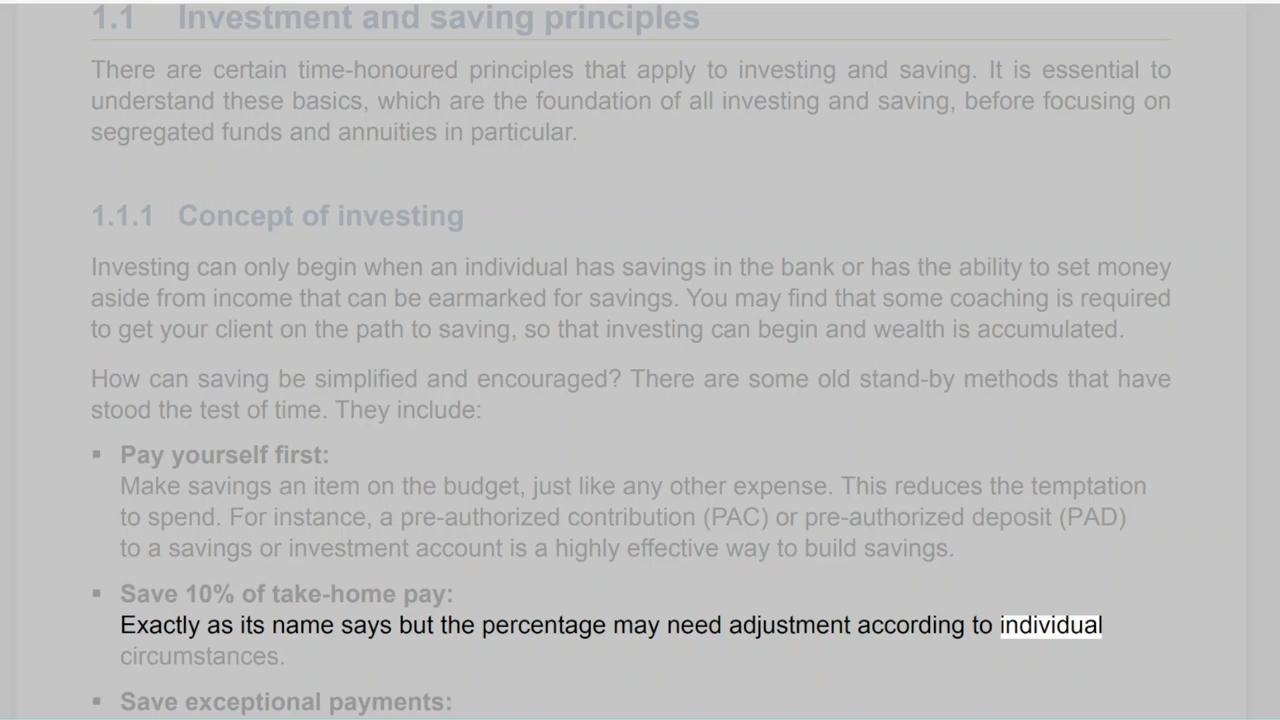 1.1 Investment and saving principles
There are certain time-honoured principles that apply to investing and saving. It is essential to
understand these basics, which are the foundation of all investing and saving, before focusing on
segregated funds and annuities in particular.
1.1.1 Concept of investing
Investing can only begin when an individual has savings in the bank or has the ability to set money
aside from income that can be earmarked for savings. You may find that some coaching is required
to get your client on the path to saving, so that investing can begin and wealth is accumulated.
How can saving be simplified and encouraged? There are some old stand-by methods that have
stood the test of time. They include:
▪ Pay yourself first:
Make savings an item on the budget, just like any other expense. This reduces the temptation
to spend. For instance, a pre-authorized contribution (PAC) or pre-authorized deposit (PAD)
to a savings or investment account is a highly effective way to build savings.
▪ Save 10% of take-home pay:
Exactly as its name says but the percentage may need adjustment according to individual
circumstances.
▪ Save exceptional payments: